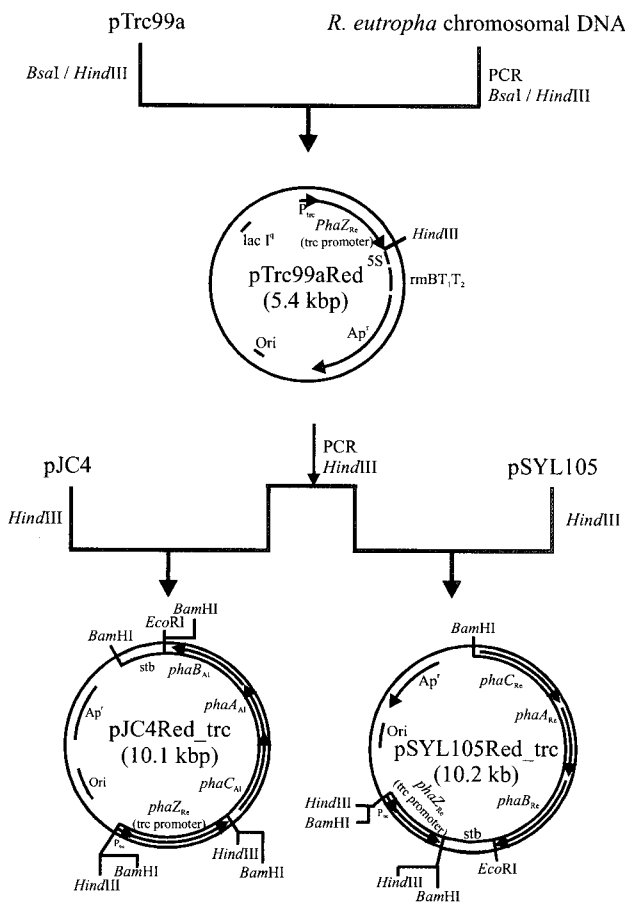 pTrc99a
R. eutropha chromosomal DNA
BsaI / HindIII
PCR
BsaI / HindIII
Ptrc
PhaZRe
(trc promoter)
HindIII
lac Iq
5S
rmBT1T2
pTrc99aRed
(5.4 kbp)
Apr
Ori
PCR
HindIII
pJC4
pSYL105
HindIII
HindIII
BamHI
EcoRI
BamHI
stb
phaBAl
phaAAl
Apr
pJC4Red_trc
(10.1 kbp)
Ori
phaCAl
phaZRe
(trc promoter)
Ptrc
HindIII
BamHI
HindIII
BamHI
BamHI
Apr
phaCRe
phaARe
Ori
pSYL105Red_trc
(10.2 kb)
phaZRe
(trc promoter)
phaBRe
HindIII
BamHI
Ptrc
stb
EcoRI
HindIII
BamHI